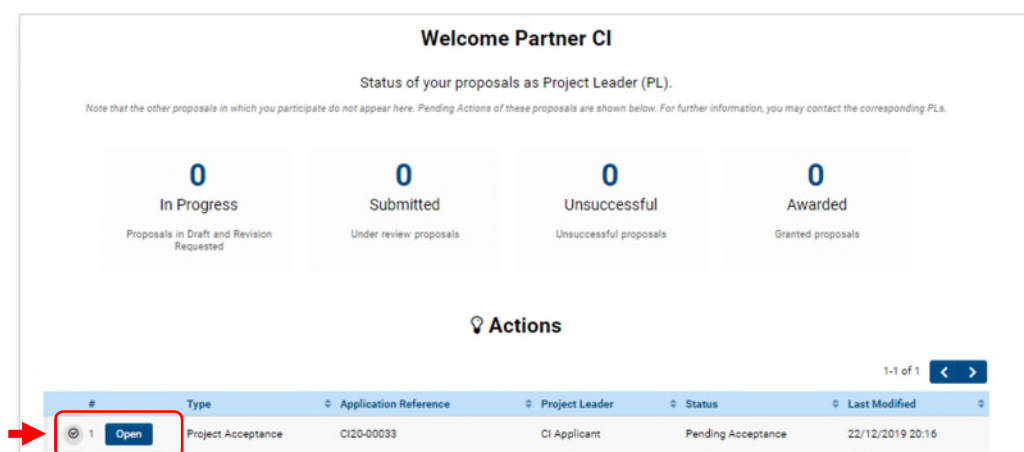 Welcome Partner CI
Status of your proposals as Project Leader (PL).
Note that the other proposals in which you participate do not appear here. Pending Actions of these proposals are shown below. For further information, you may contact the corresponding PLs.
0 0 0 0
In Progress Submitted Unsuccessful Awarded
Proposals in Draft and Revision Under review proposals Unsuccessful proposals Granted proposals
Requested
Actions
1-1 of 1
# Type Application Reference Project Leader Status Last Modified
1 Open Project Acceptance CI20-00033 CI Applicant Pending Acceptance 22/12/2019 20:16